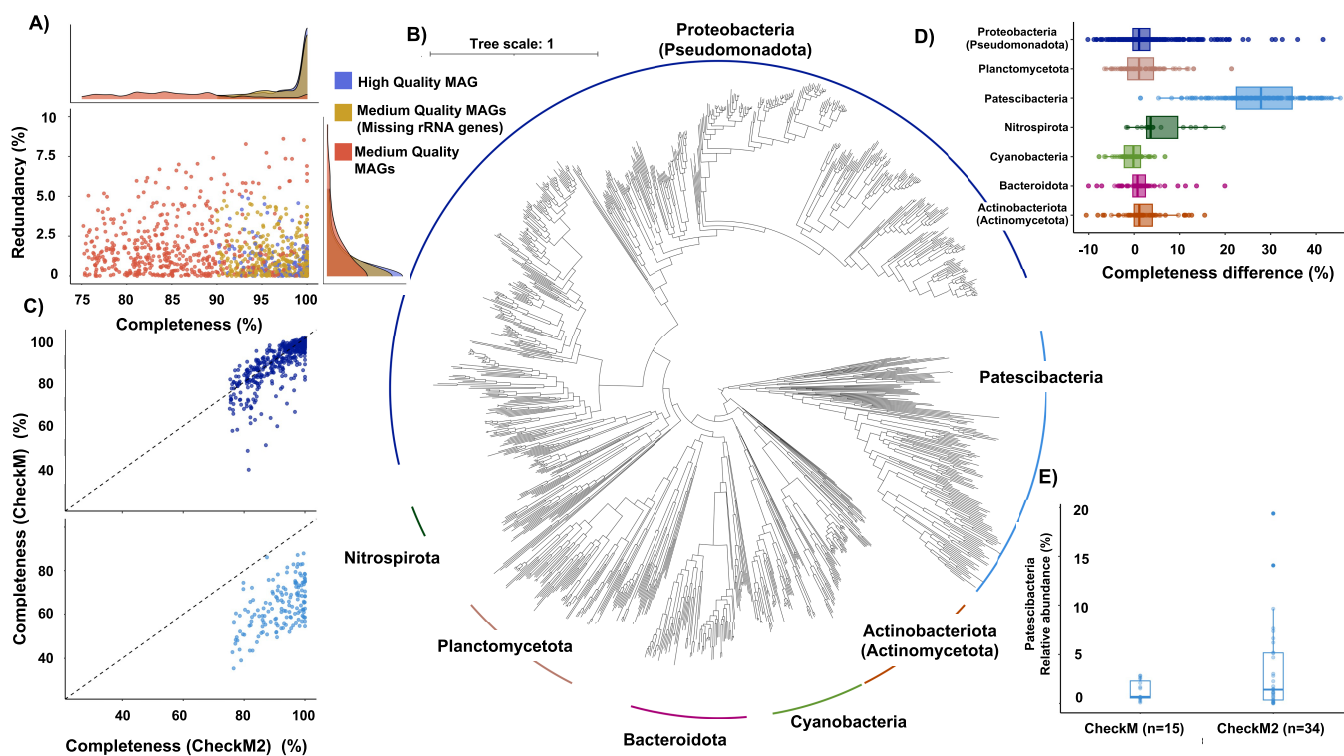 A)
10
7.5
5.0
2.5
0
Redundancy (%)
75
80
85
90
95
100
Completeness (%)
High Quality MAG
Medium Quality MAGs
(Missing rRNA genes)
Medium Quality
MAGs
B)
Tree scale: 1
Proteobacteria
(Pseudomonadota)
Patescibacteria
Nitrospirota
Planctomycetota
Bacteroidota
Cyanobacteria
Actinobacteriota
(Actinomycetota)
C)
100
80
60
40
80
60
40
Completeness (CheckM) (%)
40
60
80
100
Completeness (CheckM2) (%)
D)
Proteobacteria
(Pseudomonadota)
Planctomycetota
Patescibacteria
Nitrospirota
Cyanobacteria
Bacteroidota
Actinobacteriota
(Actinomycetota)
-10
0
10
20
30
40
Completeness difference (%)
E)
20
15
10
5
0
Patescibacteria
Relative abundance (%)
CheckM (n=15)
CheckM2 (n=34)